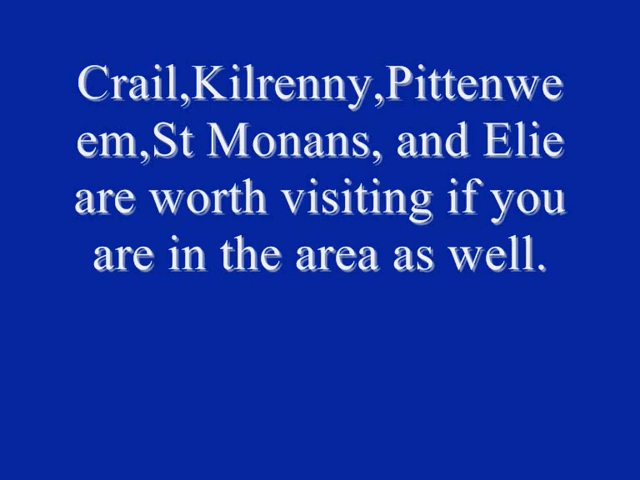 Crail,Kilrenny,Pittenwe
em,St Monans, and Elie
are worth visiting if you
are in the area as well.